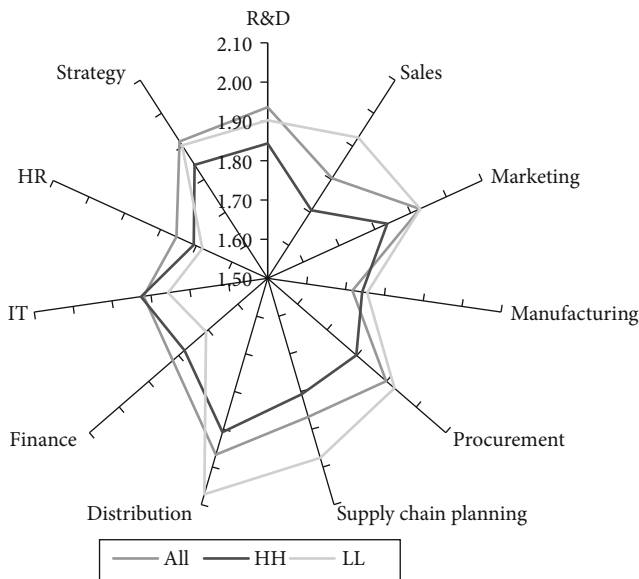 R&D
2.10
Strategy
Sales
2.00
1.90
1.80
HR
Marketing
1.70
1.60
1.50
IT
Manufacturing
Finance
Procurement
Distribution
Supply chain planning
All HH LL